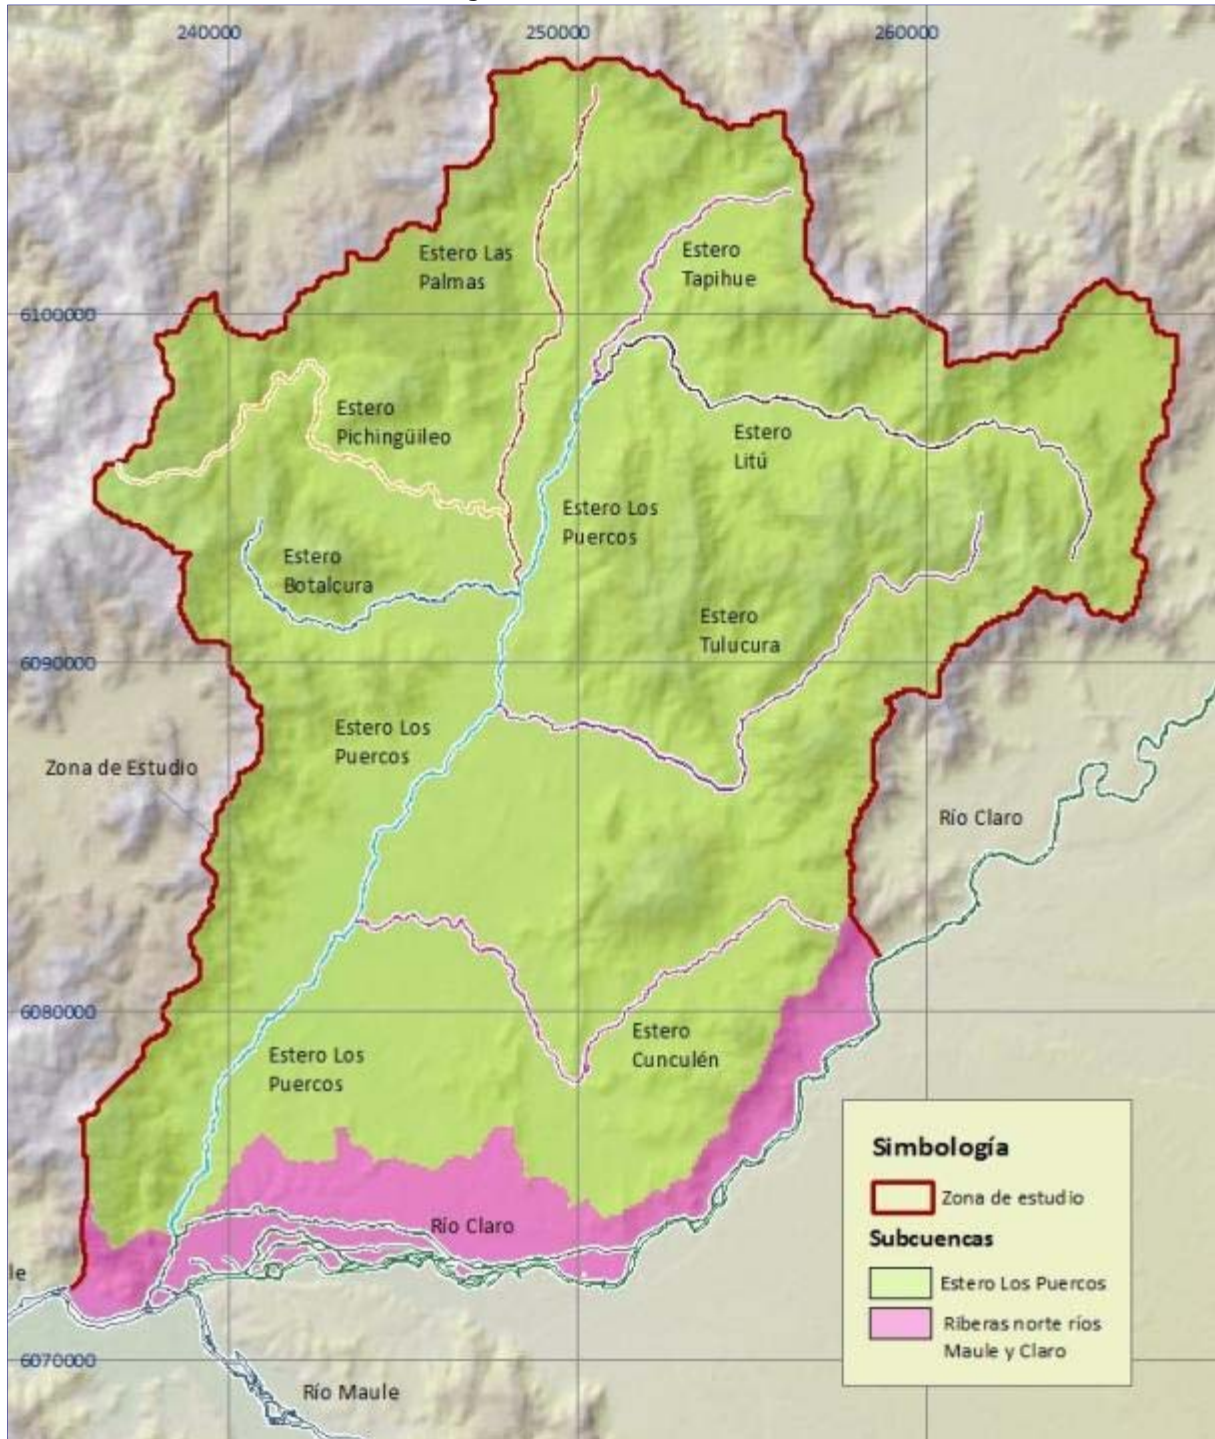 240000
250000
260000
Estero Las
Palmas
Estero
Tapihue
6100000
Estero
Pichingüileo
Estero
Litú
Estero Los
Puercos
Estero
Botalcura
Estero
Tulucura
6090000
Estero Los
Puercos
Zona de Estudio
Río Claro
6080000
Estero
Cunculén
Estero Los
Puercos
Simbología
Zona de estudio
Subcuencas
Estero Los Puercos
Riberas norte ríos
Maule y Claro
Río Claro
le
6070000
Río Maule